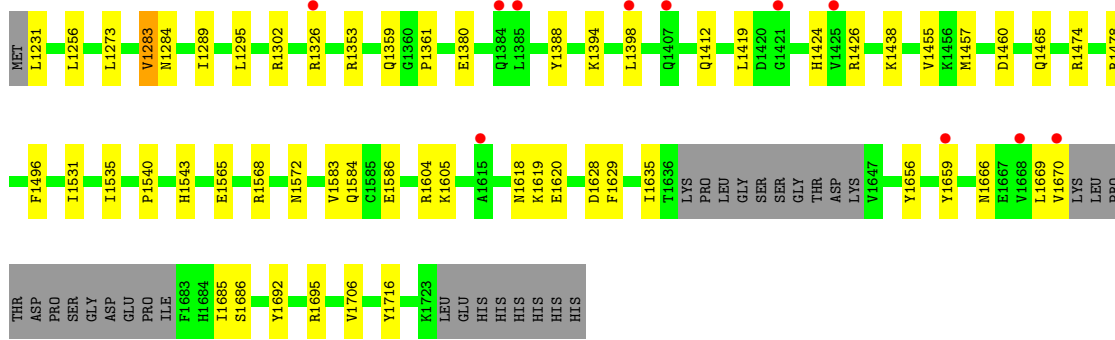 MET L1231 L1256 L1273 V1283 N1284 I1289 L1295 R1302 R1326 R1353 Q1359 G1360 P1361 E1380 Q1384 L1385 Y1388 K1394 L1398 Q1407 Q1412 L1419 D1420 G1421 H1424 V1425 R1426 K1438 V1455 K1456 M1457 D1460 Q1465 R1474
F1496 I1531 I1535 P1540 H1543 E1565 R1568 N1572 V1583 Q1584 C1585 E1586 R1604 K1605 A1615 N1618 K1619 E1620 D1628 F1629 I1635 T1636 LYS PRO LEU GLY SER SER GLY THR ASP LYS V1647 Y1656 Y1659 N1666 E1667 V1668 L1669 V1670 LYS LEU PRO
THR ASP PRO SER GLY ASP GLU PRO ILE F1683 H1684 I1685 S1686 Y1692 R1695 V1706 Y1716 K1723 LEU GLU HIS HIS HIS HIS HIS HIS